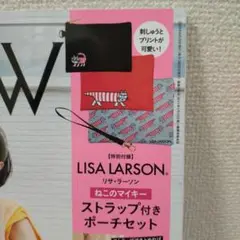 W
刺しゅうと
プリントが
可愛い!
【特別付録】
LISA LARSON®
リサ・ラーソン
ねこのマイキー
ストラップ付き
ポーチセット